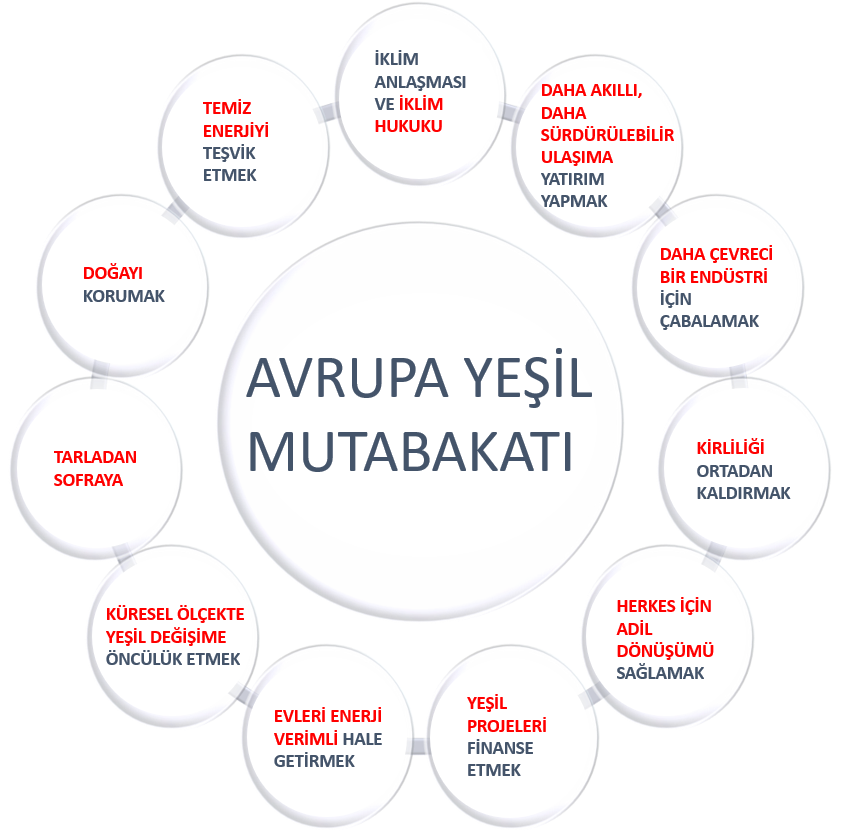 İKLİM
ANLAŞMASI
VE İKLİM
HUKUKU
DAHA AKILLI,
DAHA
SÜRDÜRÜLEBİLİR
ULAŞIMA
YATIRIM
YAPMAK
DAHA ÇEVRECİ
BİR ENDÜSTRİ
İÇİN
ÇABALAMAK
KİRLİLİĞİ
ORTADAN
KALDIRMAK
HERKES İÇİN
ADİL
DÖNÜŞÜMÜ
SAĞLAMAK
YEŞİL
PROJELERİ
FİNANSE
ETMEK
EVLERİ ENERJİ
VERİMLİ HALE
GETİRMEK
KÜRESEL ÖLÇEKTE
YEŞİL DEĞİŞİME
ÖNCÜLÜK ETMEK
TARLADAN
SOFRAYA
DOĞAYI
KORUMAK
TEMİZ
ENERJİYİ
TEŞVİK
ETMEK
AVRUPA YEŞİL
MUTABAKATI